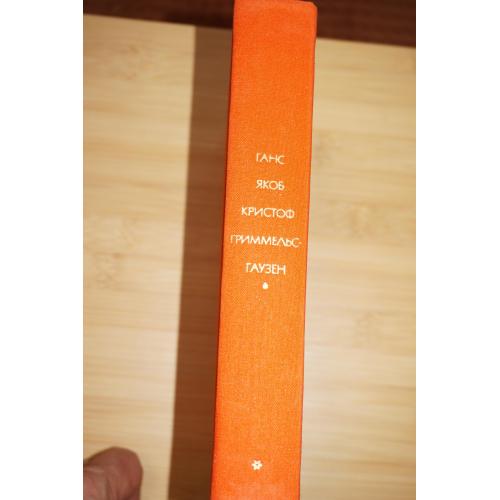 ГАНС
ЯКОБ
КРИСТОФ
ГРИММЕЛЬС-
ГАУЗЕН